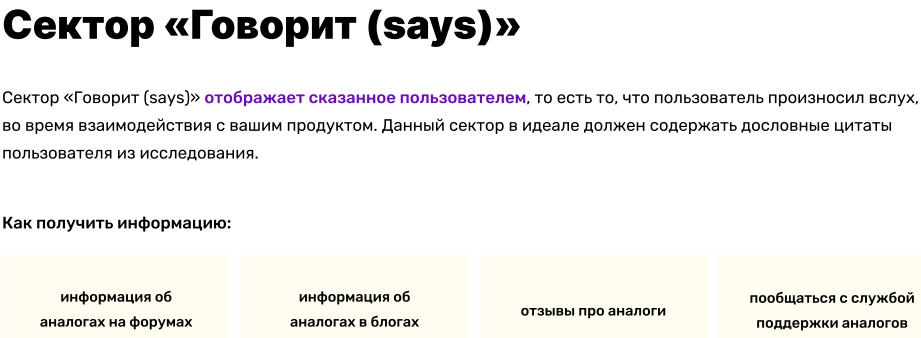 Сектор «Говорит (says)»
Сектор «Говорит (says)» отображает сказанное пользователем, то есть то, что пользователь произносил вслух,
во время взаимодействия с вашим продуктом. Данный сектор в идеале должен содержать дословные цитаты
пользователя из исследования.
Как получить информацию:
информация об
аналогах на форумах
информация об
аналогах в блогах
отзывы про аналоги
пообщаться с службой
поддержки аналогов